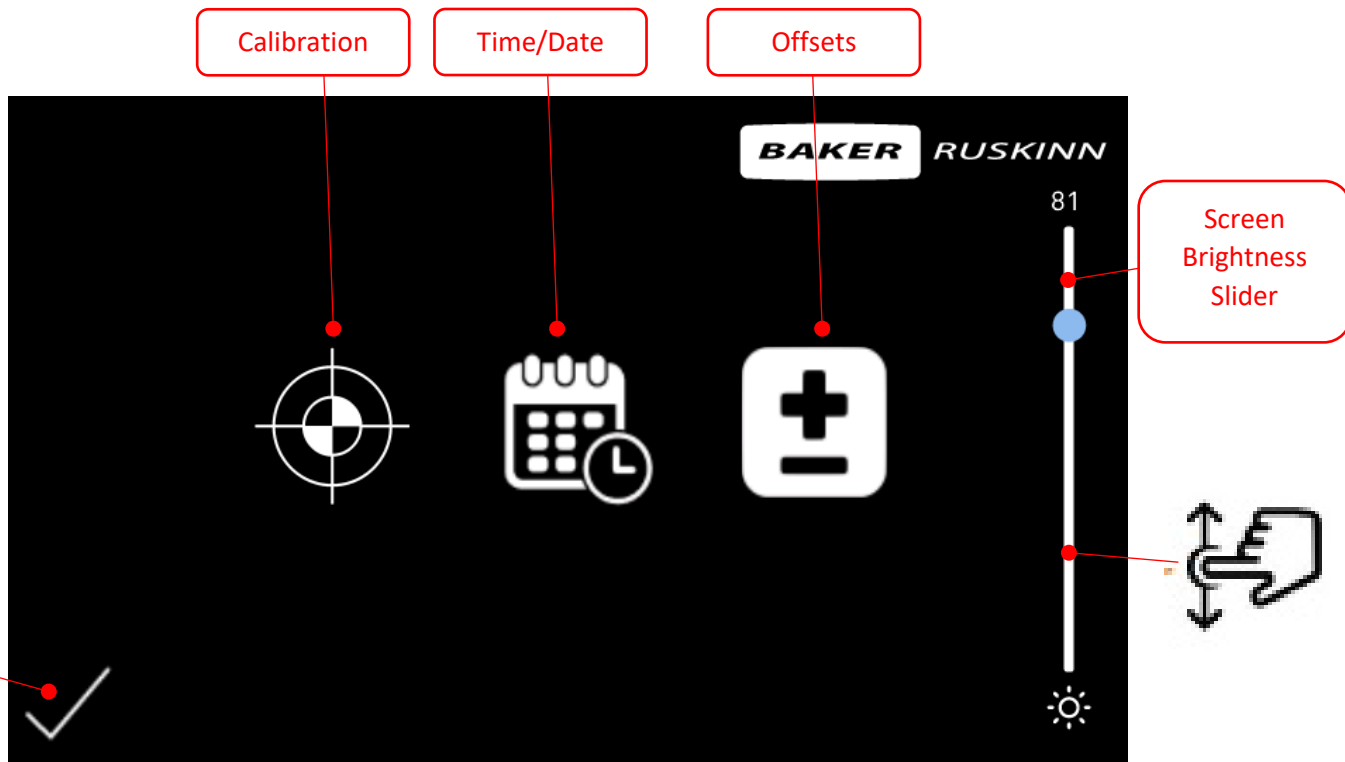 Calibration
Time/Date
Offsets
BAKER RUSKINN
81
Screen
Brightness
Slider